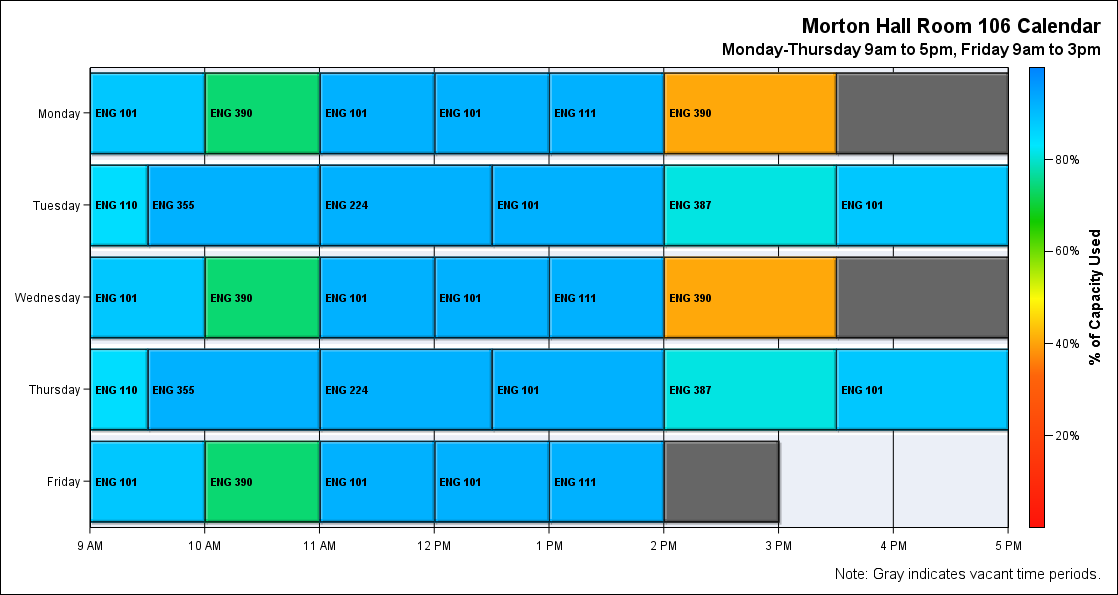 Morton Hall Room 106 Calendar
Monday-Thursday 9am to 5pm, Friday 9am to 3pm
Monday
ENG 101 ENG 390 ENG 101 ENG 101 ENG 111 ENG 390
Tuesday
ENG 110 ENG 355 ENG 224 ENG 101 ENG 387 ENG 101
Wednesday
ENG 101 ENG 390 ENG 101 ENG 101 ENG 111 ENG 390
Thursday
ENG 110 ENG 355 ENG 224 ENG 101 ENG 387 ENG 101
Friday
ENG 101 ENG 390 ENG 101 ENG 101 ENG 111
9 AM 10 AM 11 AM 12 PM 1 PM 2 PM 3 PM 4 PM 5 PM
80%
60%
40%
20%
% of Capacity Used
Note: Gray indicates vacant time periods.